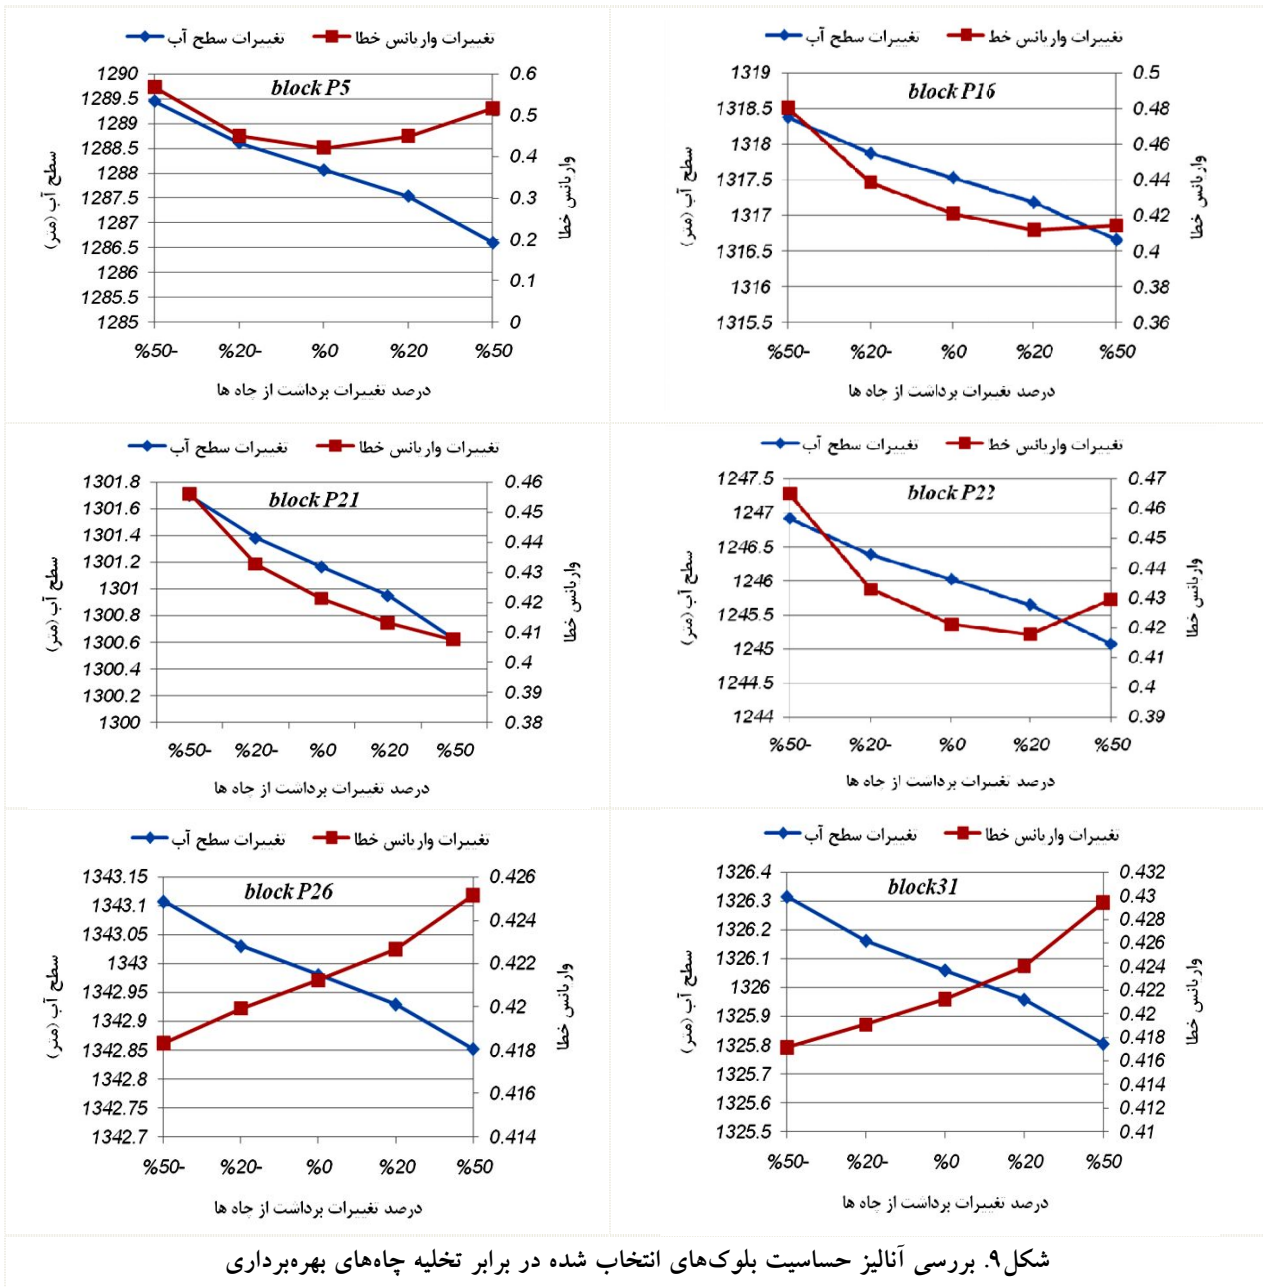 تغییرات سطح آب تغییرات واریانس خطا
block P5
1290
1289.5
1289
1288.5
1288
1287.5
1287
1286.5
1286
1285.5
1285
0.6
0.5
0.4
0.3
0.2
0.1
0
سطح آب (متر)
واریانس خطا
%50- %20- %0 %20 %50
درصد تغییرات برداشت از چاه ها
تغییرات سطح آب تغییرات واریانس خط
block P16
1319
1318.5
1318
1317.5
1317
1316.5
1316
1315.5
0.5
0.48
0.46
0.44
0.42
0.4
0.38
0.36
سطح آب (متر)
واریانس خطا
%50- %20- %0 %20 %50
درصد تغییرات برداشت از چاه ها
تغییرات سطح آب تغییرات واریانس خطا
block P21
1301.8
1301.6
1301.4
1301.2
1301
1300.8
1300.6
1300.4
1300.2
1300
0.46
0.45
0.44
0.43
0.42
0.41
0.4
0.39
0.38
سطح آب (متر)
واریانس خطا
%50- %20- %0 %20 %50
درصد تغییرات برداشت از چاه ها
تغییرات سطح آب تغییرات واریانس خط
block P22
1247.5
1247
1246.5
1246
1245.5
1245
1244.5
1244
0.47
0.46
0.45
0.44
0.43
0.42
0.41
0.4
0.39
سطح آب (متر)
واریانس خطا
%50- %20- %0 %20 %50
درصد تغییرات برداشت از چاه ها
تغییرات سطح آب تغییرات واریانس خطا
block P26
1343.15
1343.1
1343.05
1343
1342.95
1342.9
1342.85
1342.8
1342.75
1342.7
0.426
0.424
0.422
0.42
0.418
0.416
0.414
سطح آب (متر)
واریانس خطا
%50- %20- %0 %20 %50
درصد تغییرات برداشت از چاه ها
تغییرات سطح آب تغییرات واریانس خطا
block31
1326.4
1326.3
1326.2
1326.1
1326
1325.9
1325.8
1325.7
1325.6
1325.5
0.432
0.43
0.428
0.426
0.424
0.422
0.42
0.418
0.416
0.414
0.412
0.41
سطح آب (متر)
واریانس خطا
%50- %20- %0 %20 %50
درصد تغییرات برداشت از چاه ها
شکل۹. بررسی آنالیز حساسیت بلوک‌های انتخاب شده در برابر تخلیه چاه‌های بهره‌برداری